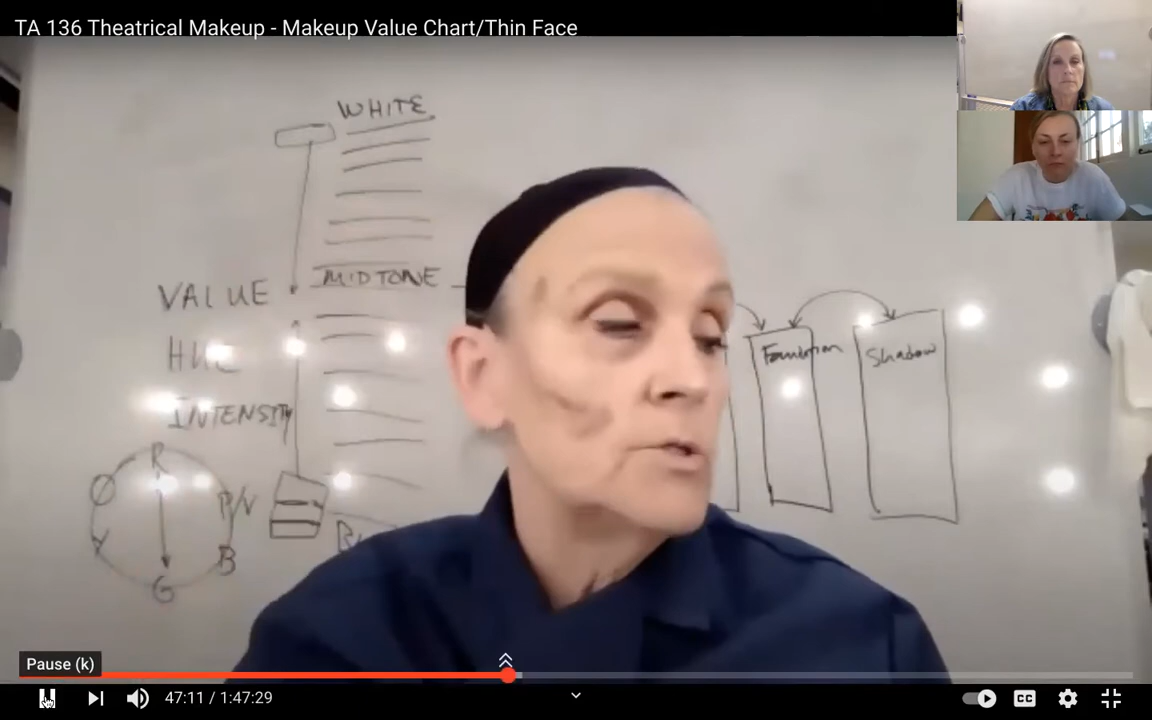 TA 136 Theatrical Makeup - Makeup Value Chart/Thin Face
WHITE
MIDTONE
VALUE
HUE
INTENSITY
Foundation
Shadow
R
O
P/V
Y
B
G
Pause (k)
47:11 / 1:47:29
CC